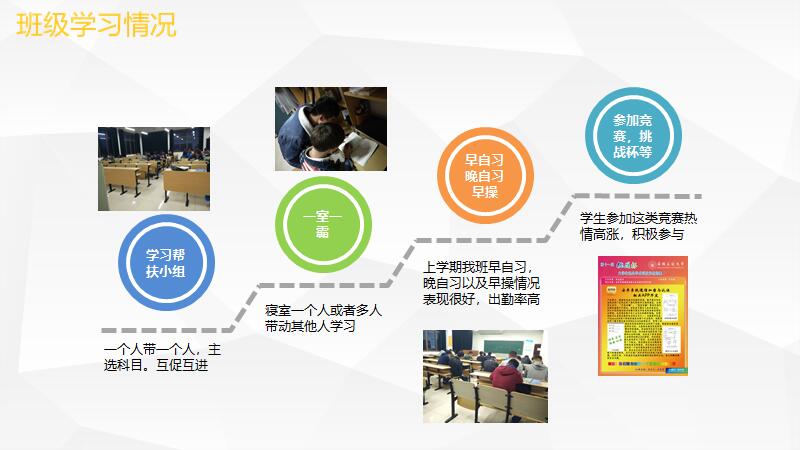 班级学习情况
学习帮
扶小组
一个人带一个人，主
选科目。互促互进
一室一
霸
寝室一个人或者多人
带动其他人学习
早自习
晚自习
早操
上学期我班早自习，
晚自习以及早操情况
表现很好，出勤率高
参加竞
赛，挑
战杯等
学生参加这类竞赛热
情高涨，积极参与